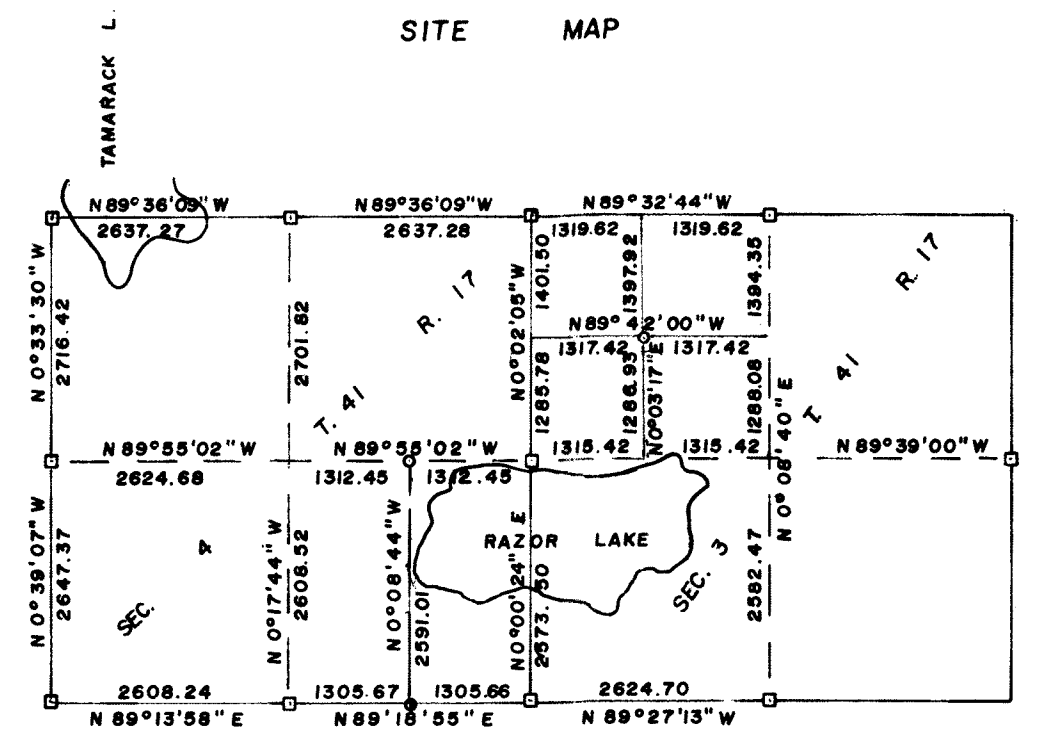 SITE MAP
TAMARACK L.
N 89°36'09" W
N 89°36'09" W
N 89°32'44" W
2637.27
2637.28
1319.62
1319.62
N 0°33'30" W
2716.42
2701.82
R. 17
T. 41
N 0°02'05" W
1401.50
1397.92
1394.35
R. 17
T. 41
N 89°42'00" W
1317.42
1317.42
1285.78
1286.93
N 0°03'17" E
1288.08
N 0°08'40" E
N 89°55'02" W
N 89°55'02" W
1315.42
1315.42
N 89°39'00" W
2624.68
1312.45
1312.45
N 0°39'07" W
2647.37
SEC. 4
N 0°17'44" W
2608.52
N 0°08'44" W
2591.01
RAZOR LAKE
N 0°00'24" E
2573.50
SEC. 3
2582.47
2608.24
1305.67
1305.66
2624.70
N 89°13'58" E
N 89°18'55" E
N 89°27'13" W